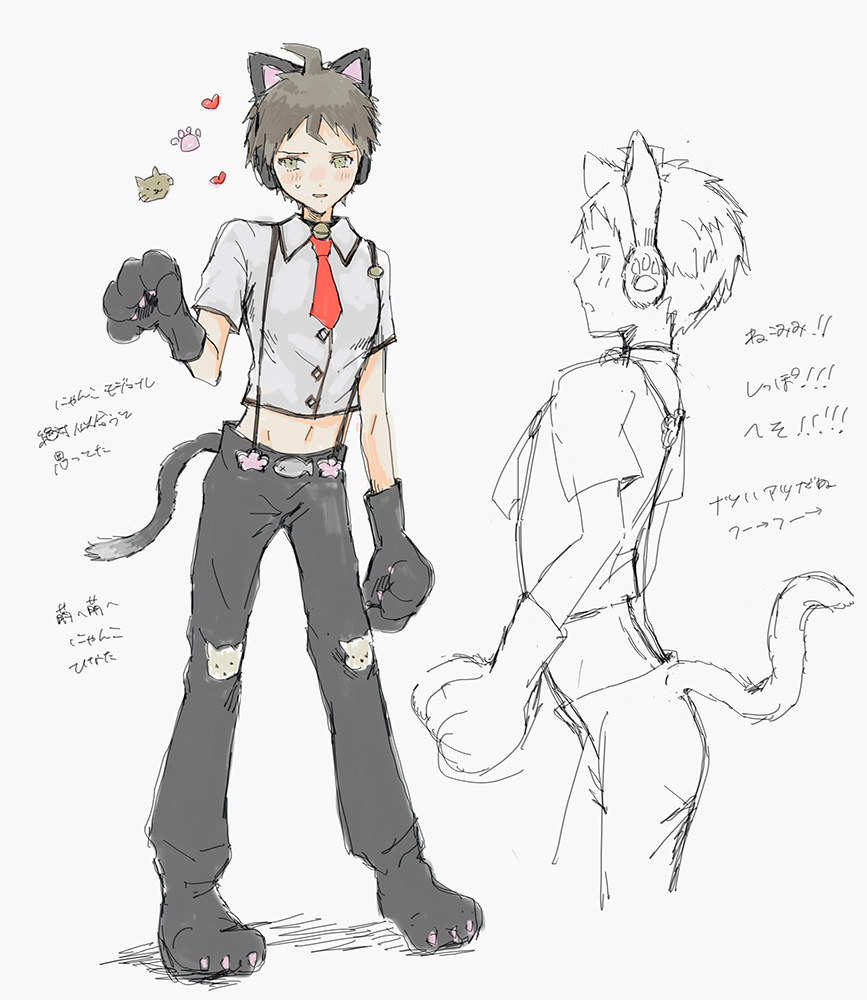 にゃんこモジュール
絶対似合うって
思ってた
萌へ萌へ
にゃんこ
ひなた
ねこみみ!!
しっぽ!!!
へそ!!!!!
ナツいアツだね
フー→フー→